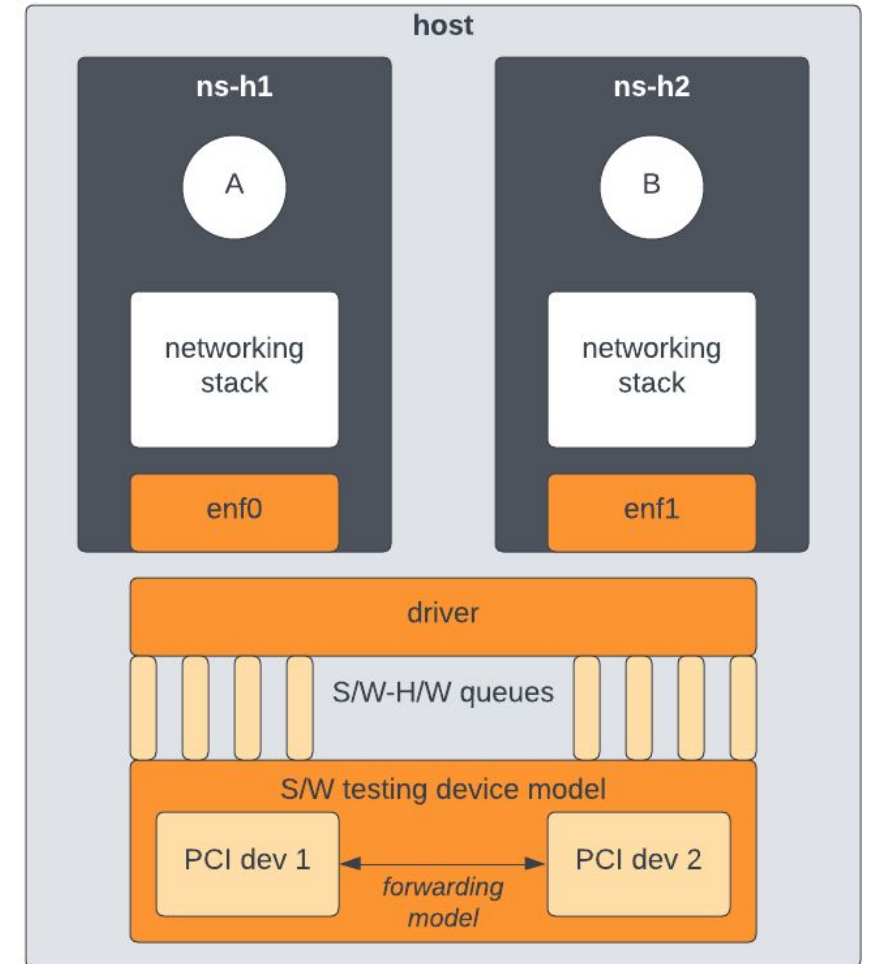 host
ns-h1
ns-h2
A
B
networking
stack
networking
stack
enf0
enf1
driver
S/W-H/W queues
S/W testing device model
PCI dev 1
PCI dev 2
forwarding
model